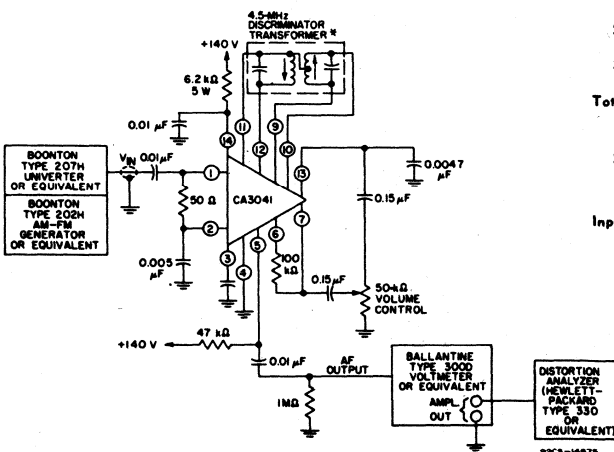 4.5-MHz
DISCRIMINATOR
TRANSFORMER *
+140 V
6.2 kΩ
5 W
0.01 µF
14
11
12
9
10
13
0.0047
µF
0.15 µF
BOONTON
TYPE 207H
UNIVERTER
OR EQUIVALENT
BOONTON
TYPE 202H
AM-FM
GENERATOR
OR EQUIVALENT
VIN
0.01 µF
50 Ω
0.005
µF
1
2
3
4
5
6
7
CA3041
100
kΩ
0.15 µF
50-kΩ
VOLUME
CONTROL
+140 V
47 kΩ
0.01 µF
AF
OUTPUT
1MΩ
BALLANTINE
TYPE 300D
VOLTMETER
OR EQUIVALENT
AMPL.
OUT
DISTORTION
ANALYZER
(HEWLETT-
PACKARD
TYPE 330
OR
EQUIVALENT)
Tot
Inp